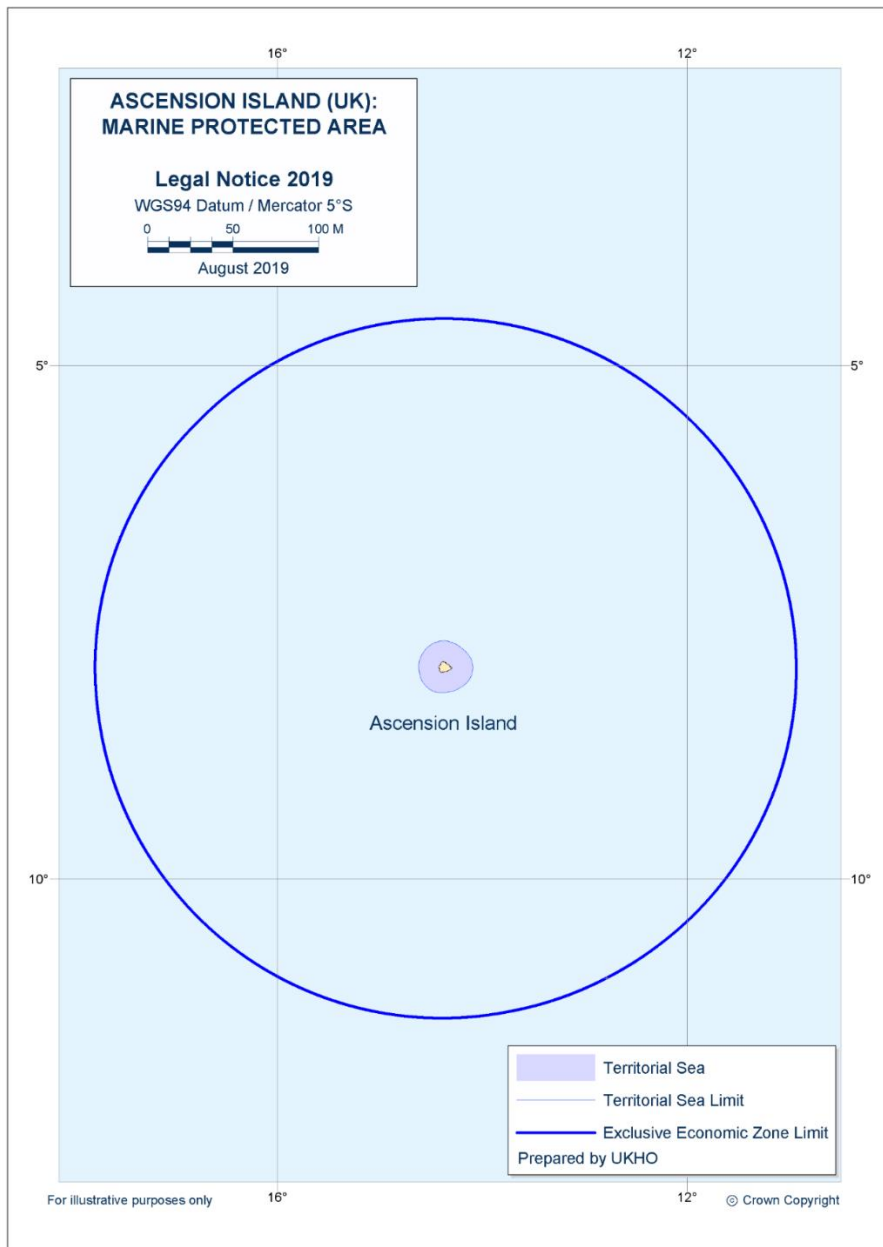 16° 12°
ASCENSION ISLAND (UK):
MARINE PROTECTED AREA
Legal Notice 2019
WGS94 Datum / Mercator 5°S
0 50 100 M
August 2019
5° 5°
Ascension Island
10° 10°
Territorial Sea
Territorial Sea Limit
Exclusive Economic Zone Limit
Prepared by UKHO
For illustrative purposes only 16° 12° © Crown Copyright